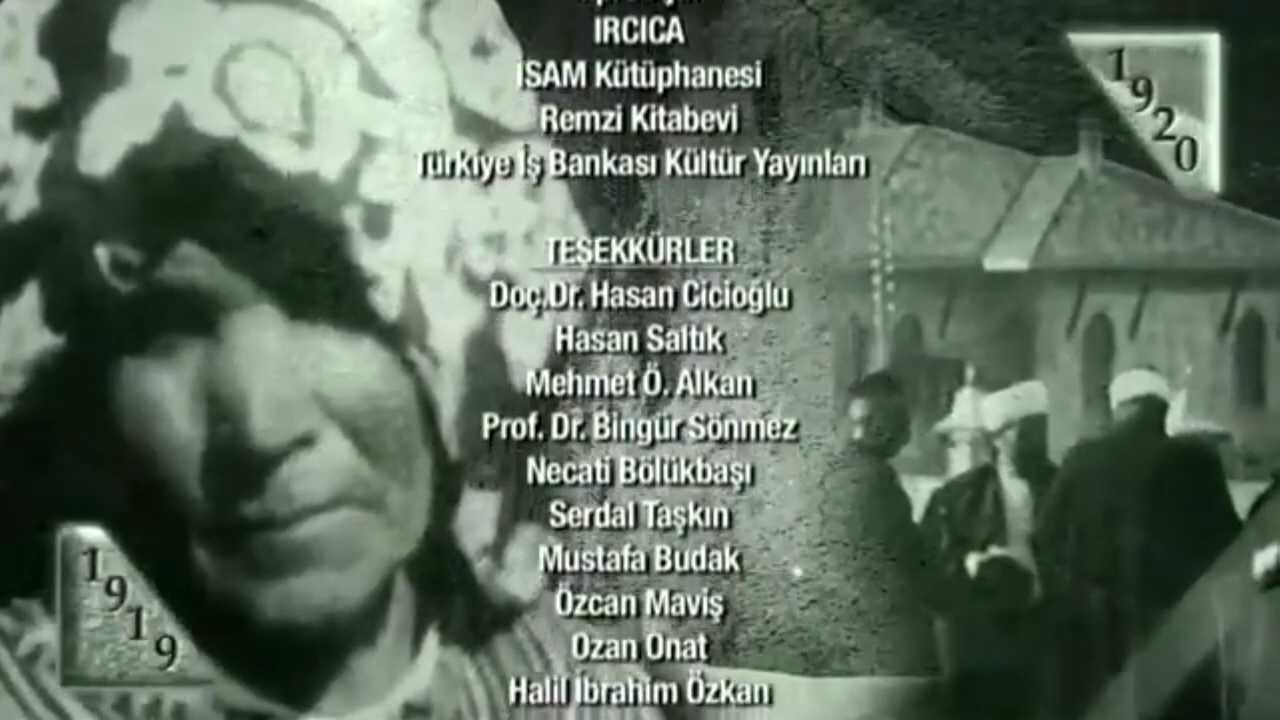 IRCICA
İSAM Kütüphanesi
Remzi Kitabevi
Türkiye İş Bankası Kültür Yayınları
TEŞEKKÜRLER
Doç.Dr. Hasan Cicioğlu
Hasan Saltık
Mehmet Ö. Alkan
Prof. Dr. Bingür Sönmez
Necati Bölükbaşı
Serdal Taşkın
Mustafa Budak
Özcan Maviş
Ozan Onat
Halil İbrahim Özkan
1920
1919